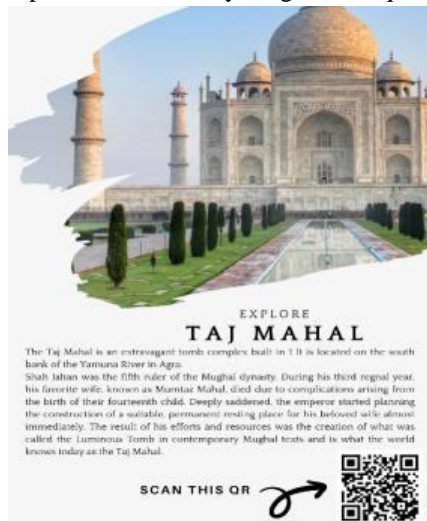 EXPLORE
TAJ MAHAL
The Taj Mahal is an extravagant tomb complex built in 1 It is located on the south
bank of the Yamuna River in Agra.
Shah Jahan was the fifth ruler of the Mughal dynasty. During his third regnal year,
his favorite wife, known as Mumtaz Mahal, died due to complications arising from
the birth of their fourteenth child. Deeply saddened, the emperor started planning
the construction of a suitable, permanent resting place for his beloved wife almost
immediately. The result of his efforts and resources was the creation of what was
called the Luminous Tomb in contemporary Mughal texts and is what the world
knows today as the Taj Mahal.
SCAN THIS QR